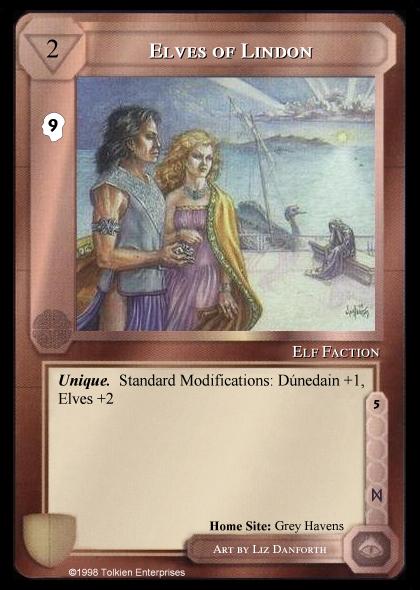 2
Elves of Lindon
9
Elf Faction
Unique. Standard Modifications: Dúnedain +1,
Elves +2
5
Home Site: Grey Havens
Art by Liz Danforth
©1998 Tolkien Enterprises